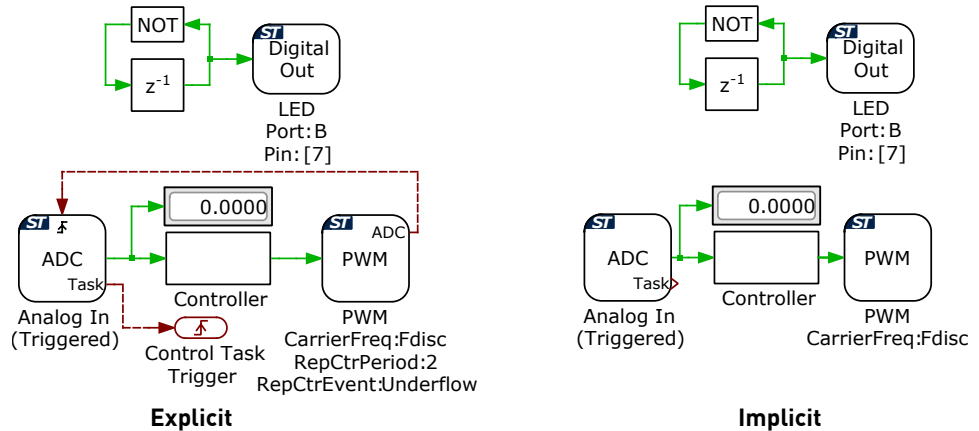 NOT
z-1
ST
Digital
Out
LED
Port:B
Pin:[7]
ST
ADC
Task
Analog In
(Triggered)
0.0000
Controller
Control Task
Trigger
ST
ADC
PWM
PWM
CarrierFreq:Fdisc
RepCtrPeriod:2
RepCtrEvent:Underflow
Explicit
NOT
z-1
ST
Digital
Out
LED
Port:B
Pin:[7]
ST
ADC
Task
Analog In
(Triggered)
0.0000
Controller
ST
PWM
PWM
CarrierFreq:Fdisc
Implicit